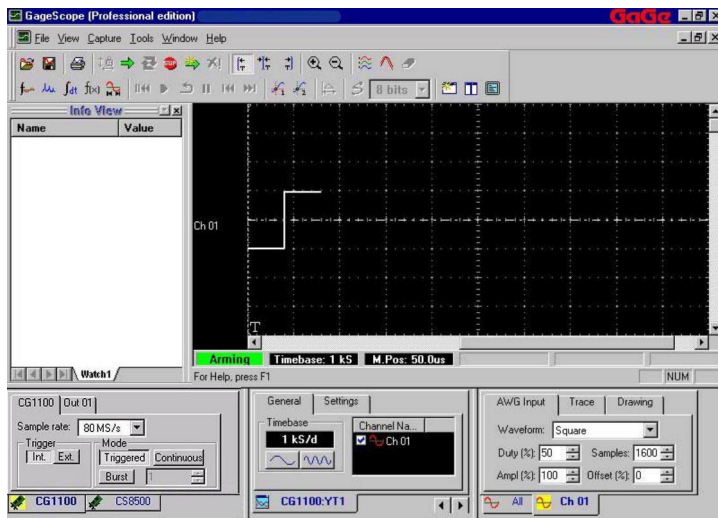 GageScope (Professional edition)
GaGe
File View Capture Tools Window Help
8 bits
Info View
Name Value
Ch 01
T
Arming Timebase: 1 kS M.Pos: 50.0us
Watch1
For Help, press F1
NUM
CG1100 Out 01
Sample rate: 80 MS/s
Trigger
Int. Ext.
Mode
Triggered Continuous
Burst 1
CG1100 CS8500
General Settings
Timebase
1 kS/d
Channel Na...
Ch 01
CG1100:YT1
AWG Input Trace Drawing
Waveform: Square
Duty (%): 50 Samples: 1600
Ampl (%): 100 Offset (%): 0
All Ch 01